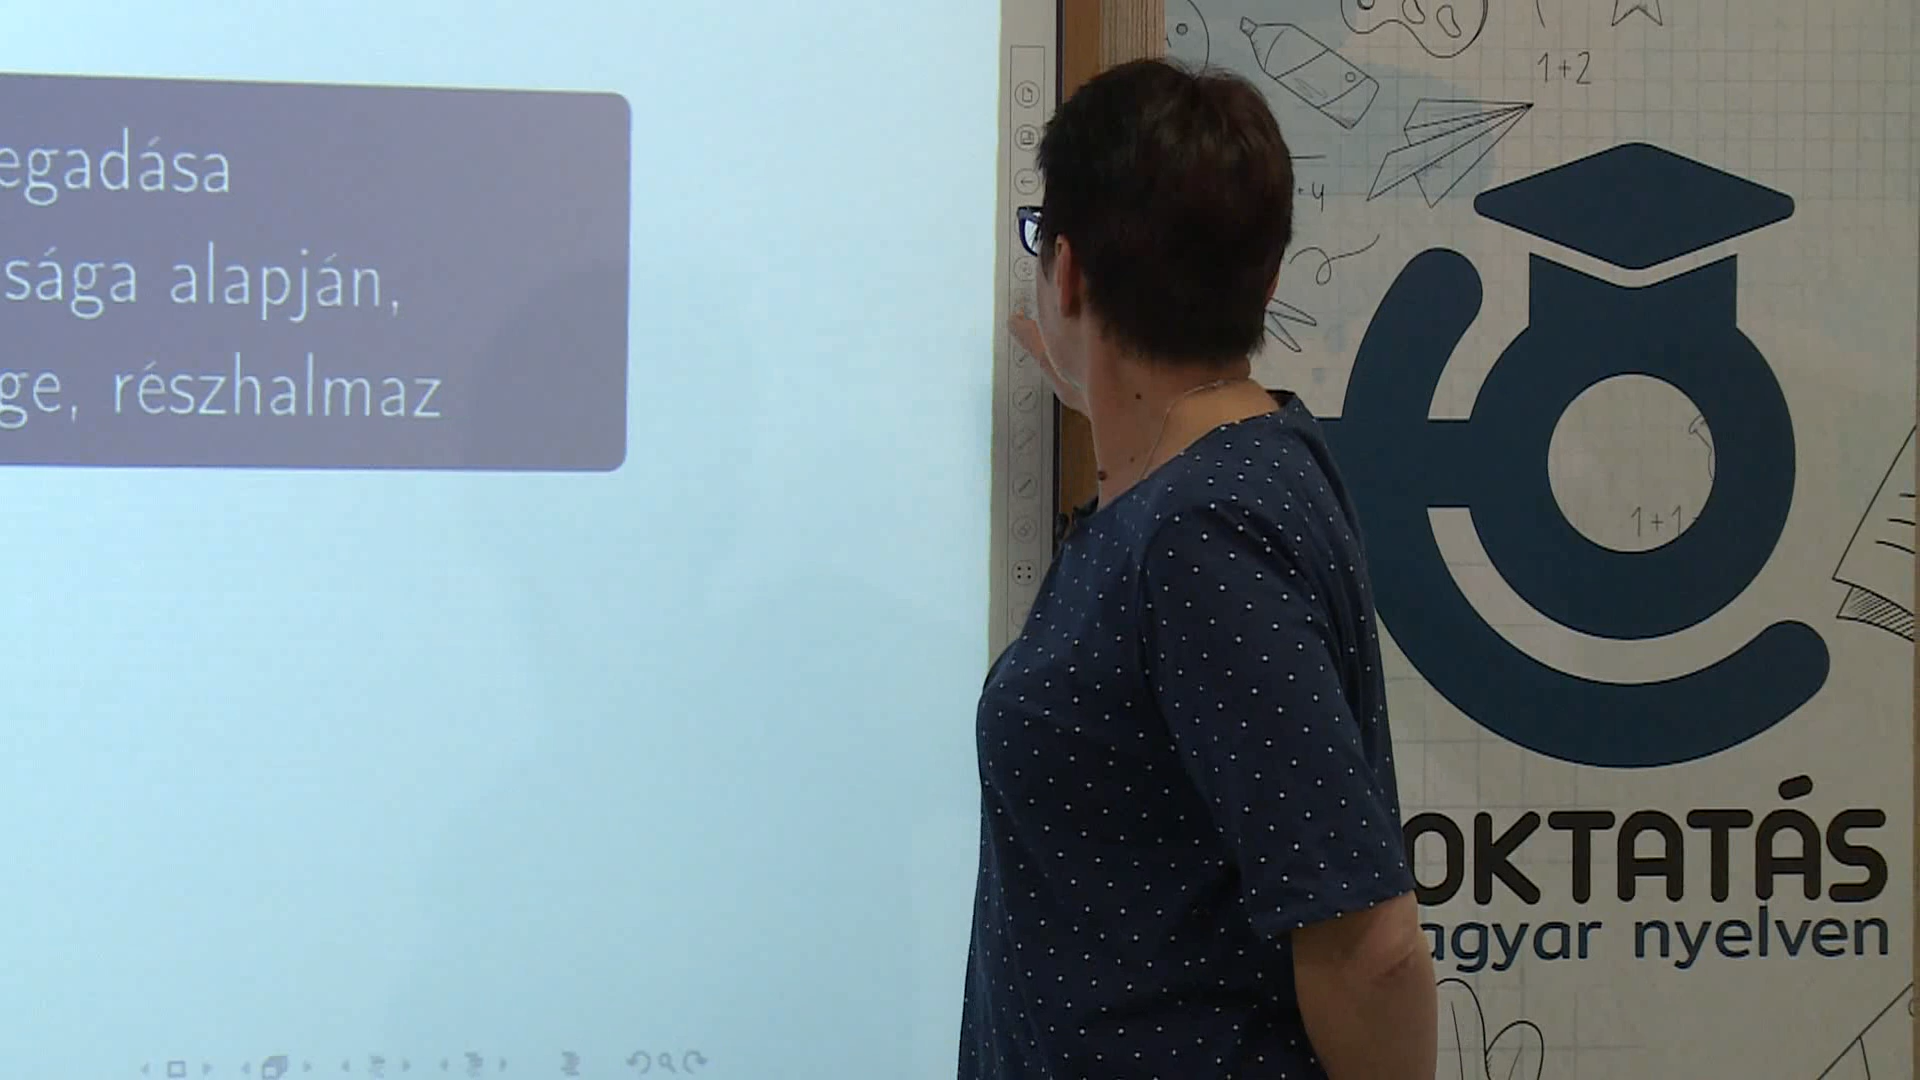 egadása
sága alapján,
ge, részhalmaz
1+2
1+1
OKTATÁS
agyar nyelven